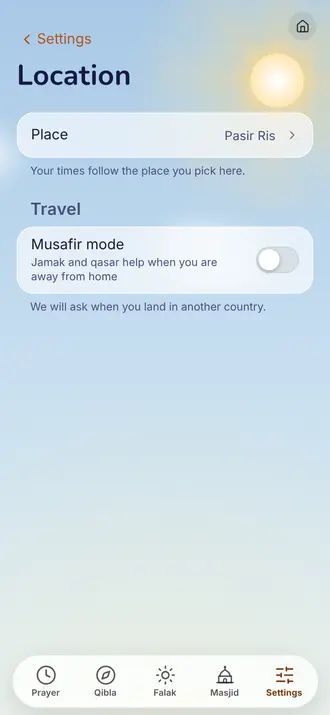 Settings
Location
Place
Pasir Ris
Your times follow the place you pick here.
Travel
Musafir mode
Jamak and qasar help when you are
away from home
We will ask when you land in another country.
Prayer
Qibla
Falak
Masjid
Settings